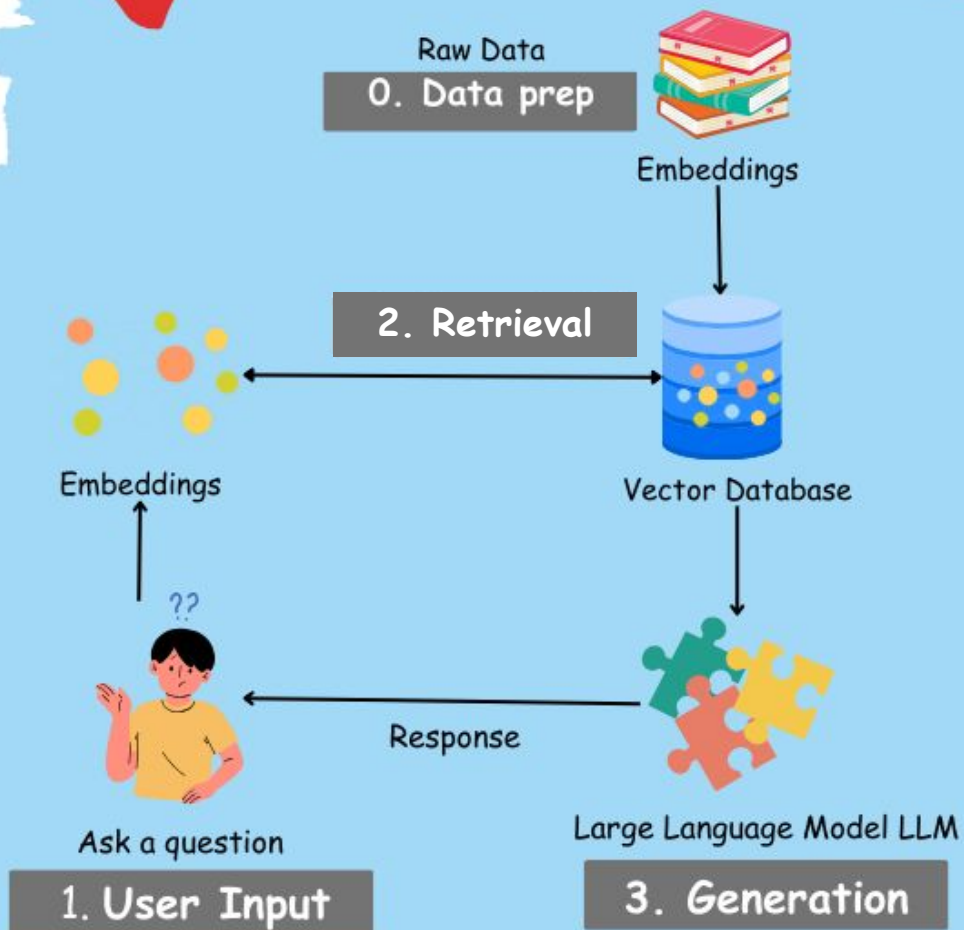 Raw Data
0. Data prep
Embeddings
2. Retrieval
Embeddings
Vector Database
??
Response
Ask a question
Large Language Model LLM
1. User Input
3. Generation